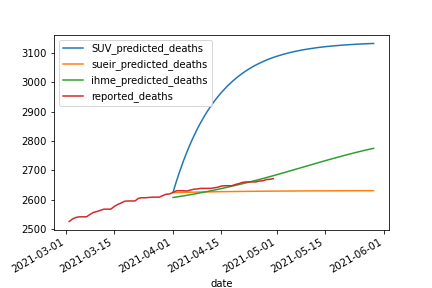 SUV_predicted_deaths
sueir_predicted_deaths
ihme_predicted_deaths
reported_deaths
3100
3000
2900
2800
2700
2600
2500
2021-03-01
2021-03-15
2021-04-01
2021-04-15
2021-05-01
2021-05-15
2021-06-01
date